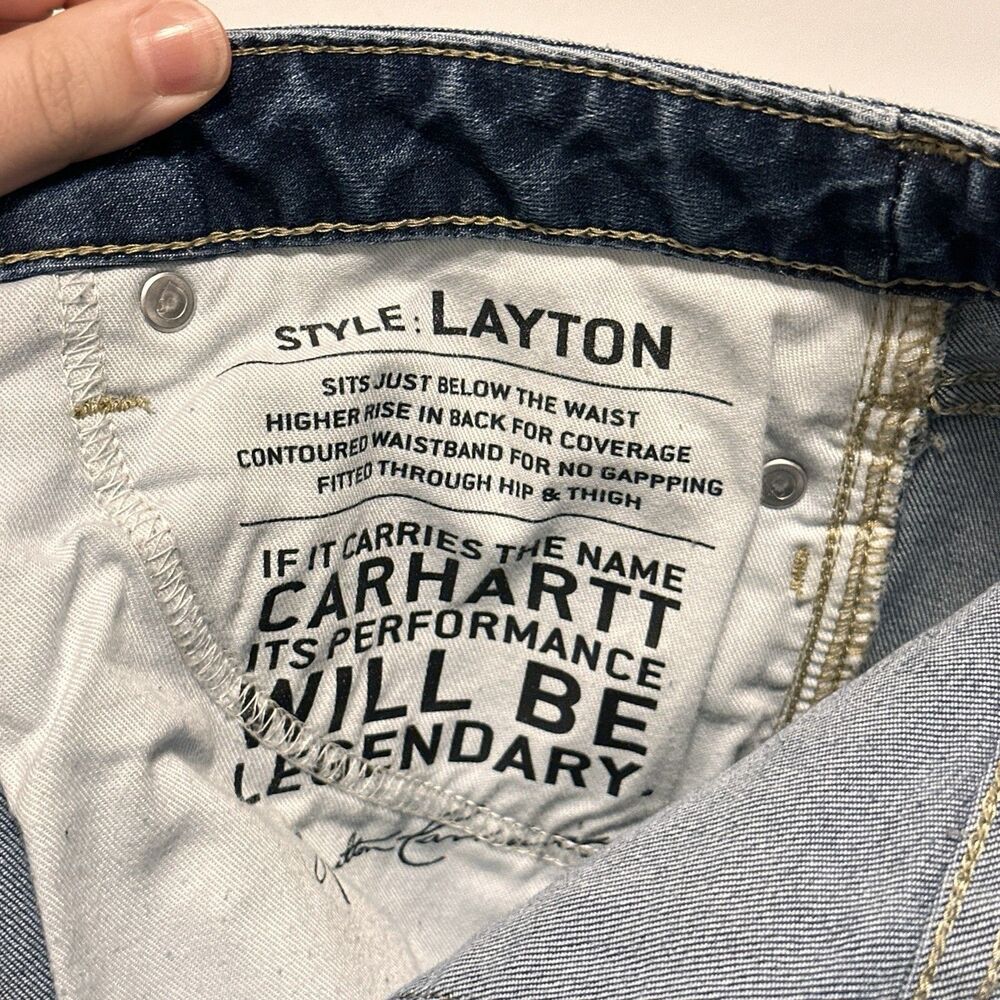 STYLE: LAYTON
SITS JUST BELOW THE WAIST
HIGHER RISE IN BACK FOR COVERAGE
CONTOURED WAISTBAND FOR NO GAPPPING
FITTED THROUGH HIP & THIGH
IF IT CARRIES THE NAME
CARHARTT
ITS PERFORMANCE
WILL BE
LEGENDARY.